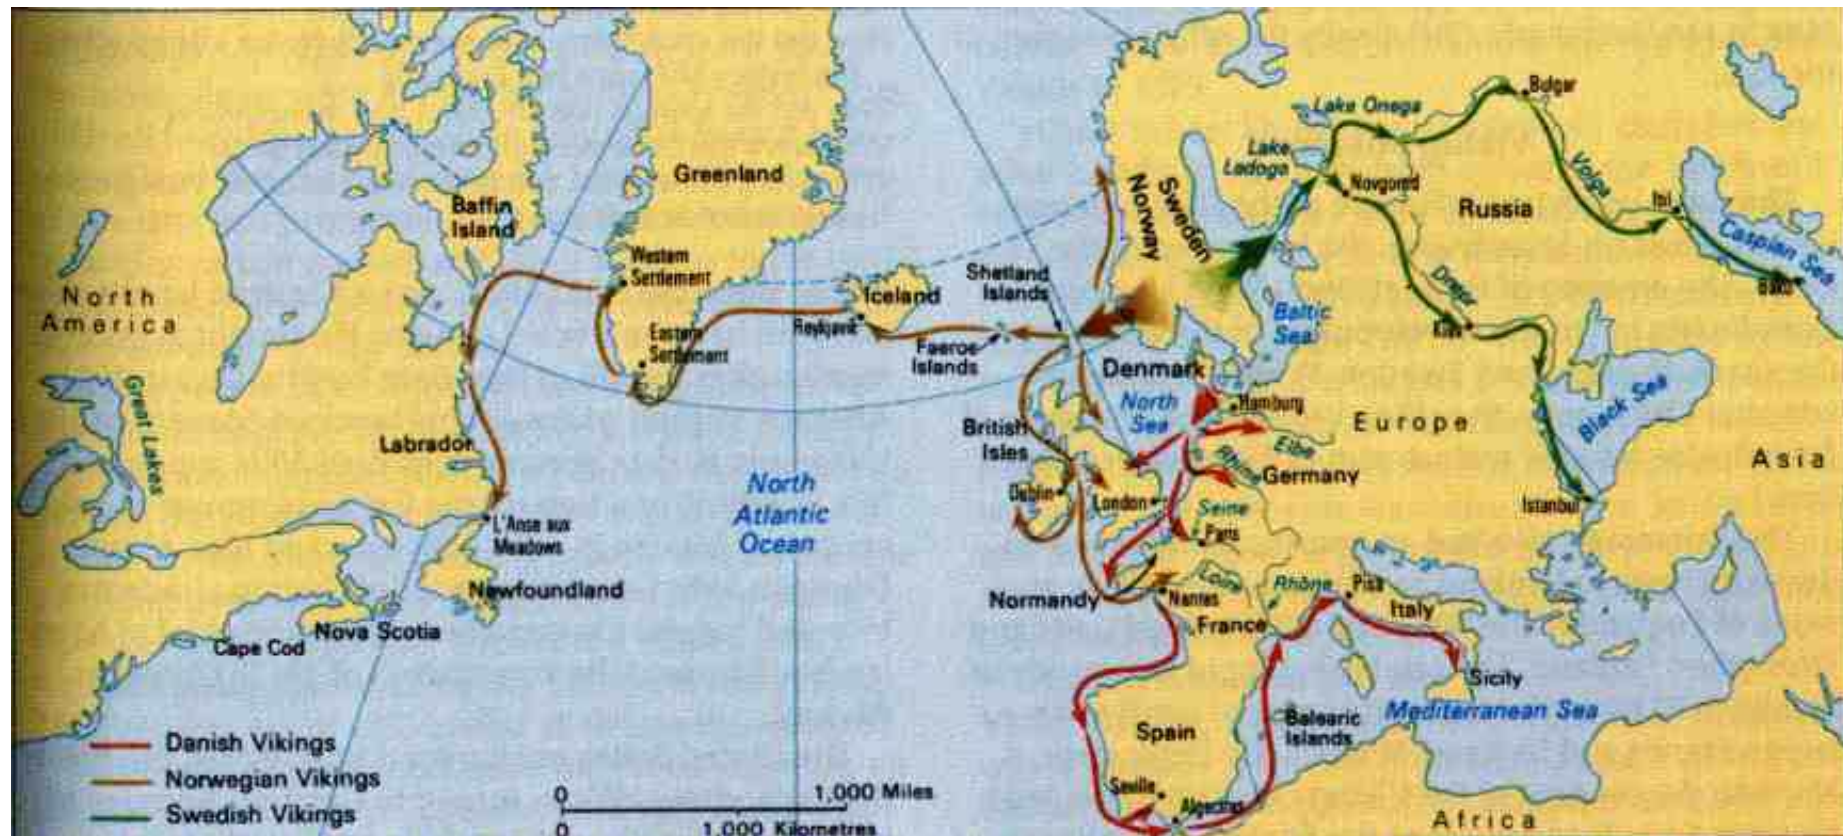 Greenland
Baffin
Island
Western
Settlement
Eastern
Settlement
North
America
Great Lakes
Labrador
L'Anse aux
Meadows
Newfoundland
Nova Scotia
Cape Cod
North
Atlantic
Ocean
Iceland
Reykjavik
Faeroe
Islands
Shetland
Islands
Norway
Sweden
Lake Onega
Lake
Ladoga
Novgorod
Bulgar
Volga
Russia
Itil
Caspian Sea
Baku
Dnepr
Kiev
Baltic
Sea
Denmark
North
Sea
Hamburg
Elbe
Europe
Black Sea
Asia
British
Isles
Rhine
Germany
Dublin
London
Seine
Paris
Istanbul
Normandy
Loire
Nantes
Rhône
Pisa
Italy
France
Sicily
Spain
Balearic
Islands
Mediterranean Sea
Seville
Algeciras
Africa
Danish Vikings
Norwegian Vikings
Swedish Vikings
0 1,000 Miles
0 1,000 Kilometres